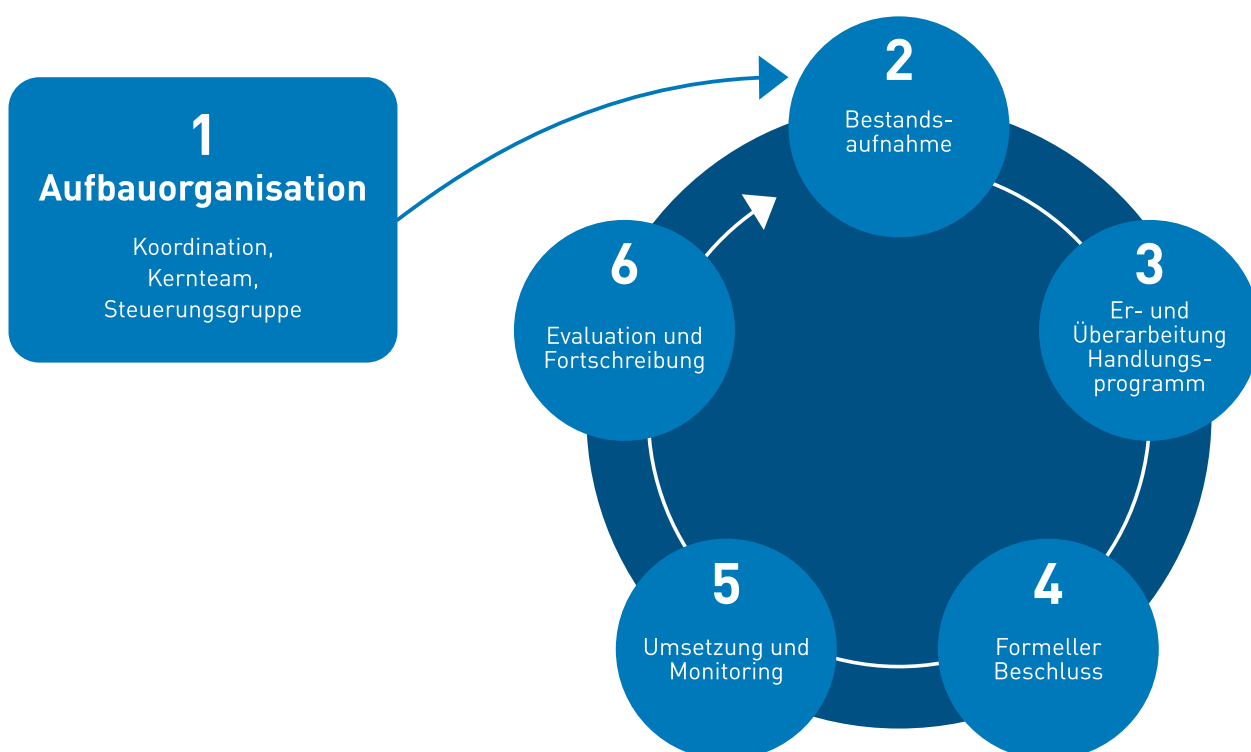 1
Aufbauorganisation
Koordination,
Kernteam,
Steuerungsgruppe
2
Bestands-
aufnahme
3
Er- und
Überarbeitung
Handlungs-
programm
4
Formeller
Beschluss
5
Umsetzung und
Monitoring
6
Evaluation und
Fortschreibung